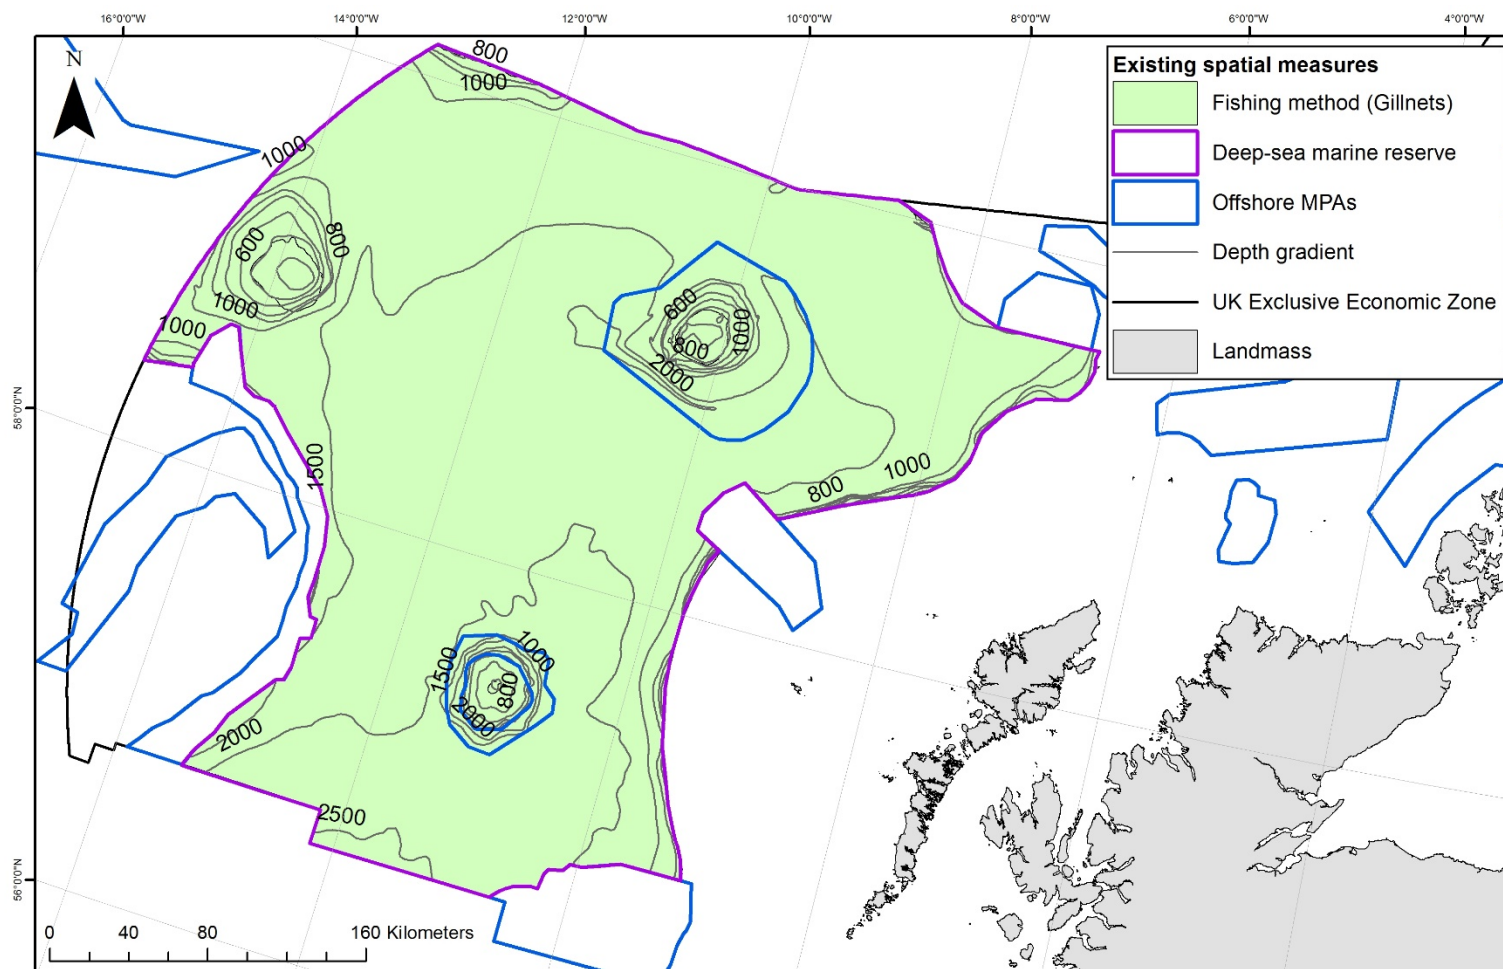 16°0'0"W
14°0'0"W
12°0'0"W
10°0'0"W
8°0'0"W
6°0'0"W
4°0'0"W
N
800
1000
Existing spatial measures
Fishing method (Gillnets)
Deep-sea marine reserve
Offshore MPAs
Depth gradient
UK Exclusive Economic Zone
Landmass
1000
600
800
1000
1000
600
1000
800
2000
58°0'0"N
1500
800
1000
1500
1000
800
2000
2000
2500
56°0'0"N
0 40 80 160 Kilometers